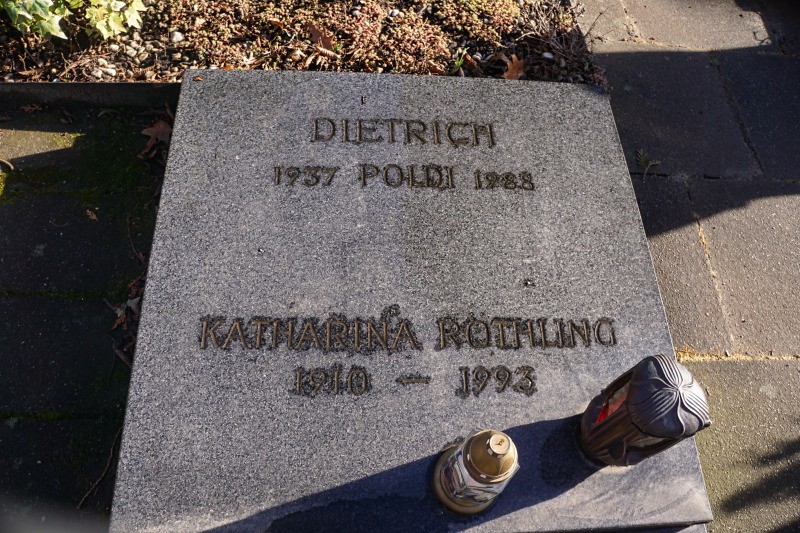 DIETRICH
1937 POLDI 1988
KATHARINA RÖTHLING
1910 – 1993